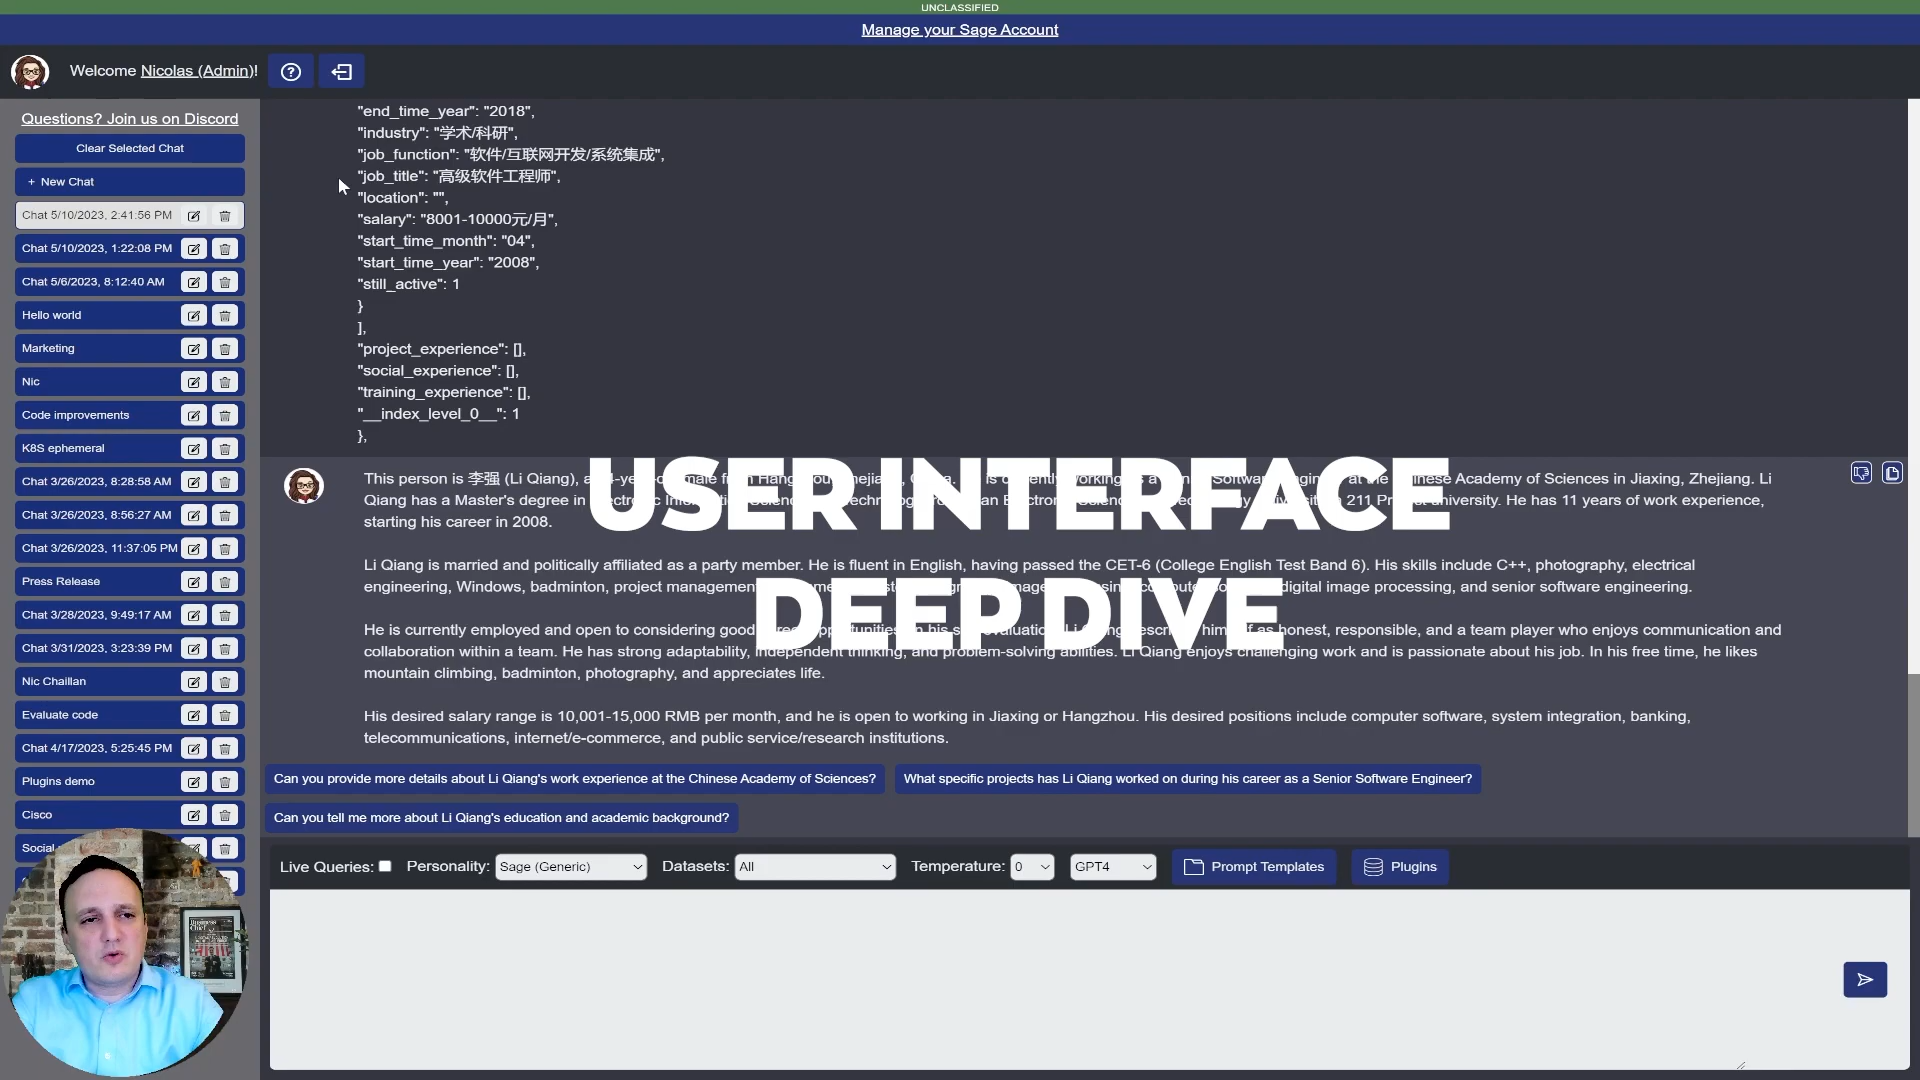 UNCLASSIFIED
Manage your Sage Account
Welcome Nicolas (Admin)!
Questions? Join us on Discord
Clear Selected Chat
+ New Chat
Chat 5/10/2023, 2:41:56 PM
Chat 5/10/2023, 1:22:08 PM
Chat 5/6/2023, 8:12:40 AM
Hello world
Marketing
Nic
Code improvements
K8S ephemeral
Chat 3/26/2023, 8:28:58 AM
Chat 3/26/2023, 8:56:27 AM
Chat 3/26/2023, 11:37:05 PM
Press Release
Chat 3/28/2023, 9:49:17 AM
Chat 3/31/2023, 3:23:39 PM
Nic Chaillan
Evaluate code
Chat 4/17/2023, 5:25:45 PM
Plugins demo
Cisco
Social
"end_time_year": "2018",
"industry": "学术/科研",
"job_function": "软件/互联网开发/系统集成",
"job_title": "高级软件工程师",
"location": "",
"salary": "8001-10000元/月",
"start_time_month": "04",
"start_time_year": "2008",
"still_active": 1
}
],
"project_experience": [],
"social_experience": [],
"training_experience": [],
"__index_level_0__": 1
},
USER INTERFACE
DEEP DIVE
This person is 李强 (Li Qiang), male Chinese Academy of Sciences in Jiaxing, Zhejiang. Li
Qiang has a Master's degree in 211 university. He has 11 years of work experience,
starting his career in 2008.
Li Qiang is married and politically affiliated as a party member. He is fluent in English, having passed the CET-6 (College English Test Band 6). His skills include C++, photography, electrical
engineering, Windows, badminton, project management digital image processing, and senior software engineering.
He is currently employed and open to considering good honest, responsible, and a team player who enjoys communication and
collaboration within a team. He has strong adaptability, independent thinking, and problem-solving abilities. Li Qiang enjoys challenging work and is passionate about his job. In his free time, he likes
mountain climbing, badminton, photography, and appreciates life.
His desired salary range is 10,001-15,000 RMB per month, and he is open to working in Jiaxing or Hangzhou. His desired positions include computer software, system integration, banking,
telecommunications, internet/e-commerce, and public service/research institutions.
Can you provide more details about Li Qiang's work experience at the Chinese Academy of Sciences?
What specific projects has Li Qiang worked on during his career as a Senior Software Engineer?
Can you tell me more about Li Qiang's education and academic background?
Live Queries: Personality: Sage (Generic) Datasets: All Temperature: 0 GPT4 Prompt Templates Plugins